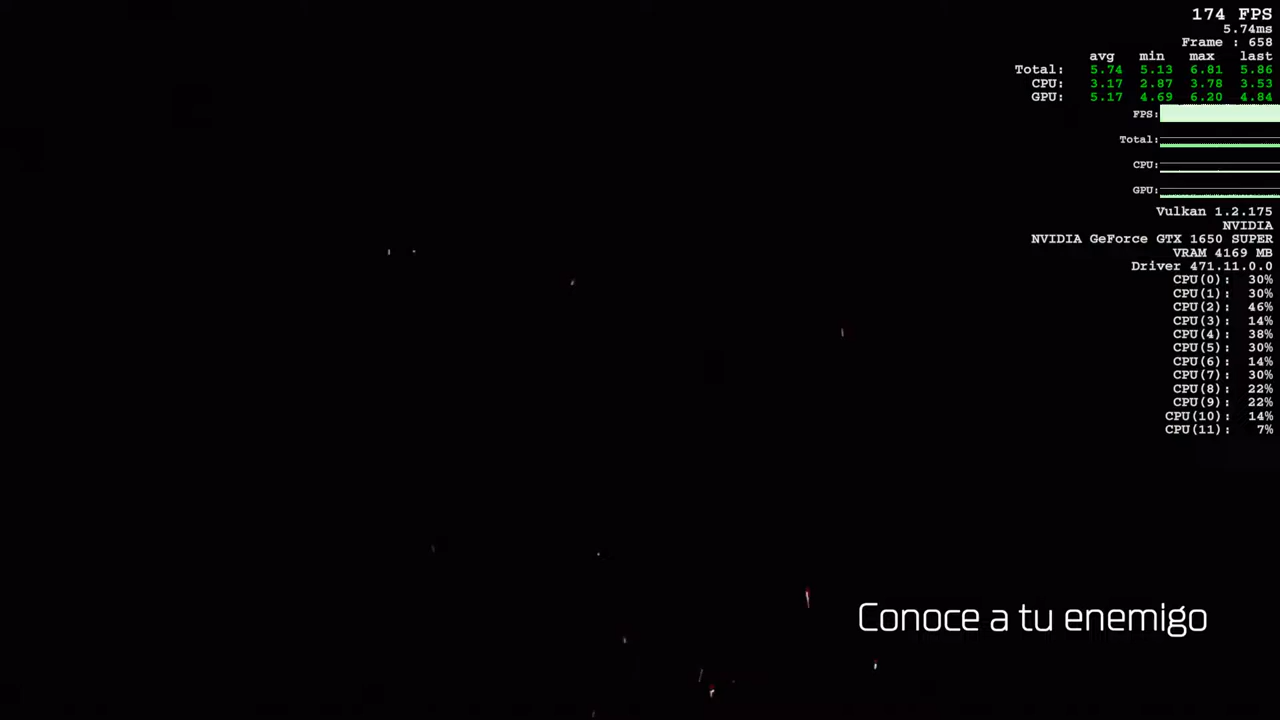 174 FPS
5.74ms
Frame : 658
avg min max last
Total: 5.74 5.13 6.81 5.86
CPU: 3.17 2.87 3.78 3.53
GPU: 5.17 4.69 6.20 4.84
FPS:
Total:
CPU:
GPU:
Vulkan 1.2.175
NVIDIA
NVIDIA GeForce GTX 1650 SUPER
VRAM 4169 MB
Driver 471.11.0.0
CPU(0): 30%
CPU(1): 30%
CPU(2): 46%
CPU(3): 14%
CPU(4): 38%
CPU(5): 30%
CPU(6): 14%
CPU(7): 30%
CPU(8): 22%
CPU(9): 22%
CPU(10): 14%
CPU(11): 7%
Conoce a tu enemigo